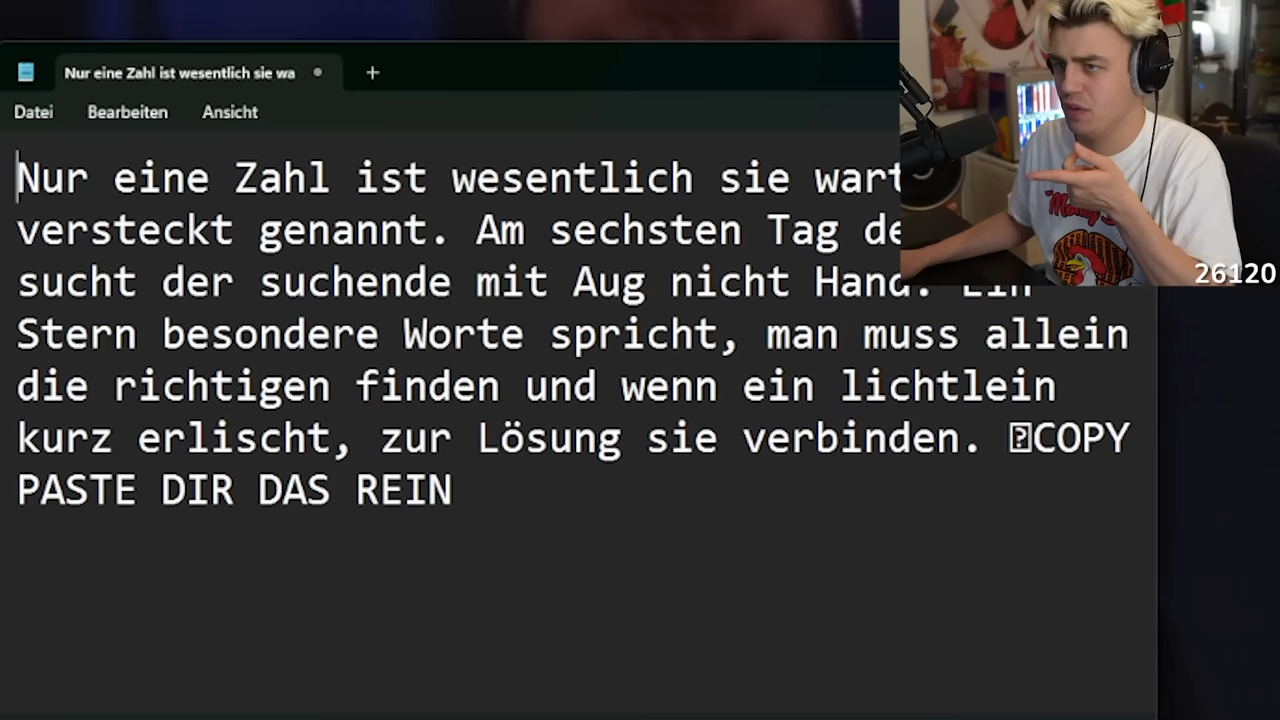 Nur eine Zahl ist wesentlich sie wa
Datei Bearbeiten Ansicht
Nur eine Zahl ist wesentlich sie
versteckt genannt. Am sechsten Tag
sucht der suchende mit Aug nicht Hand. Ein
Stern besondere Worte spricht, man muss allein
die richtigen finden und wenn ein lichtlein
kurz erlischt, zur Lösung sie verbinden. COPY
PASTE DIR DAS REIN
26120